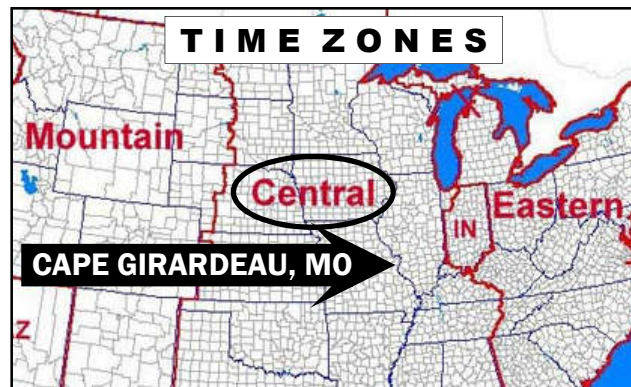 TIME ZONES
Mountain
Central
Eastern
IN
CAPE GIRARDEAU, MO
Z